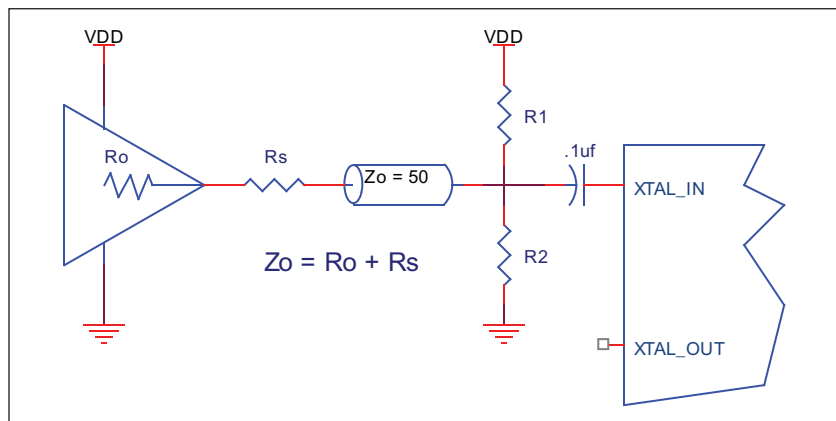 VDD
VDD
R1
Ro
Rs
Zo = 50
.1uf
XTAL_IN
Zo = Ro + Rs
R2
XTAL_OUT